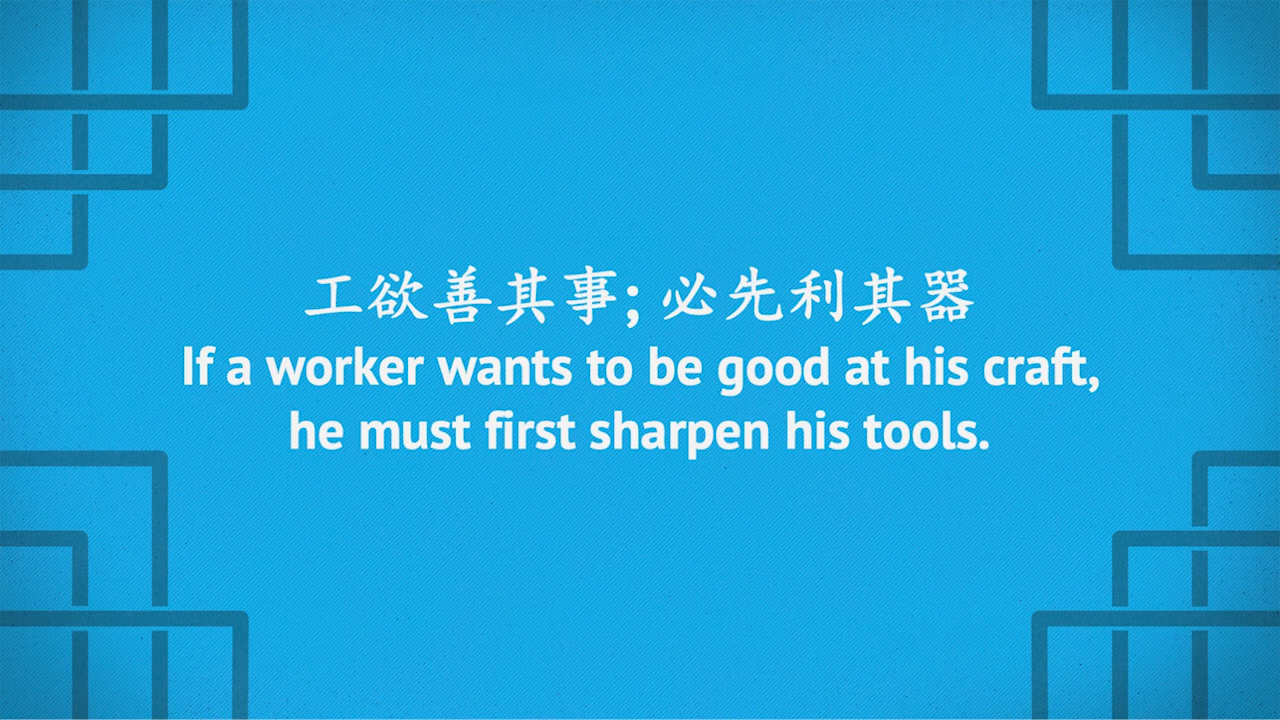 工欲善其事; 必先利其器
If a worker wants to be good at his craft,
he must first sharpen his tools.